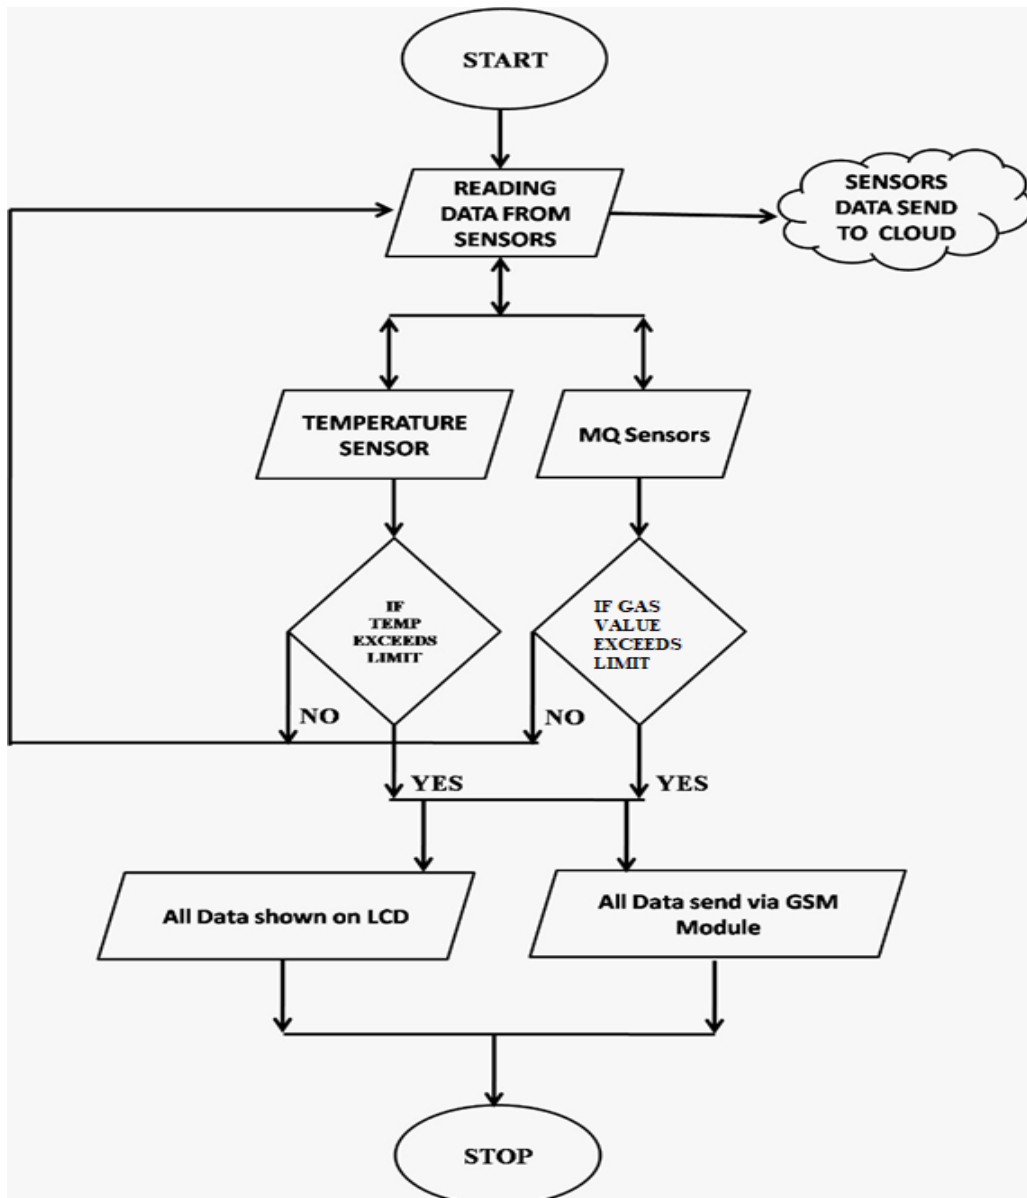 START
READING
DATA FROM
SENSORS
SENSORS
DATA SEND
TO CLOUD
TEMPERATURE
SENSOR
MQ Sensors
IF
TEMP
EXCEEDS
LIMIT
IF GAS
VALUE
EXCEEDS
LIMIT
NO
NO
YES
YES
All Data shown on LCD
All Data send via GSM
Module
STOP